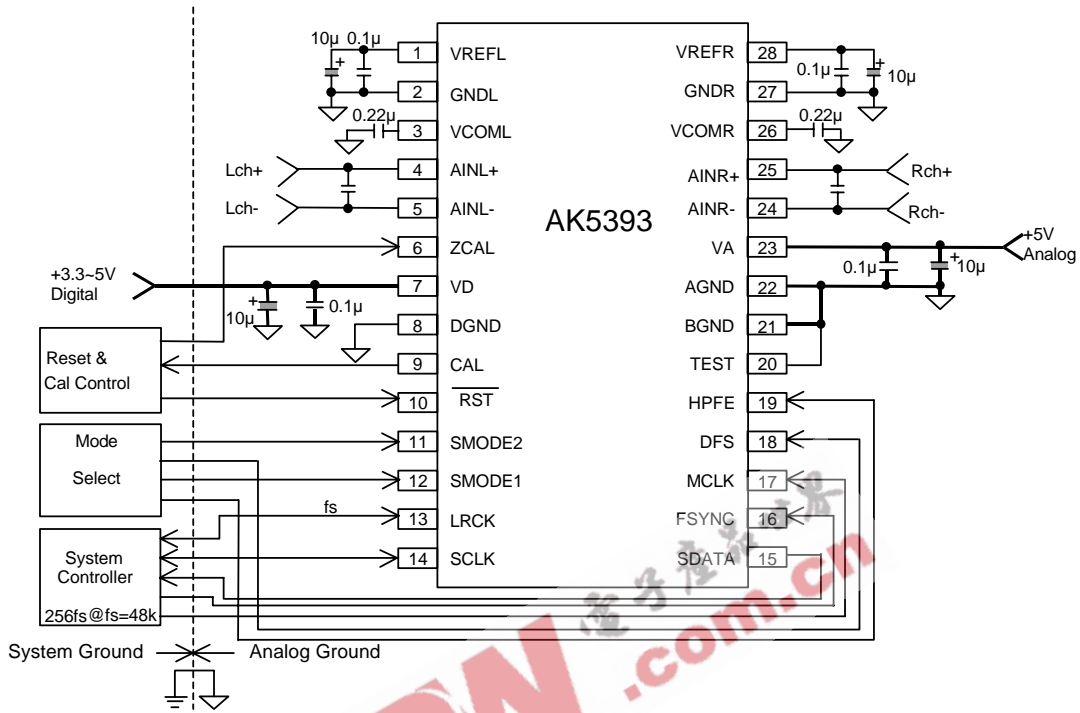 10µ 0.1µ
+
1 VREFL
2 GNDL
0.22µ
3 VCOML
Lch+
4 AINL+
Lch-
5 AINL-
6 ZCAL
+3.3~5V
Digital
7 VD
+
10µ
0.1µ
8 DGND
Reset &
Cal Control
9 CAL
10 RST
Mode
Select
11 SMODE2
12 SMODE1
fs
13 LRCK
14 SCLK
System
Controller
256fs@fs=48k
System Ground
Analog Ground
AK5393
VREFR 28
0.1µ
+
10µ
GNDR 27
0.22µ
VCOMR 26
AINR+ 25
Rch+
AINR- 24
Rch-
VA 23
+5V
Analog
0.1µ
+
10µ
AGND 22
BGND 21
TEST 20
HPFE 19
DFS 18
MCLK 17
FSYNC 16
SDATA 15
.com.cn